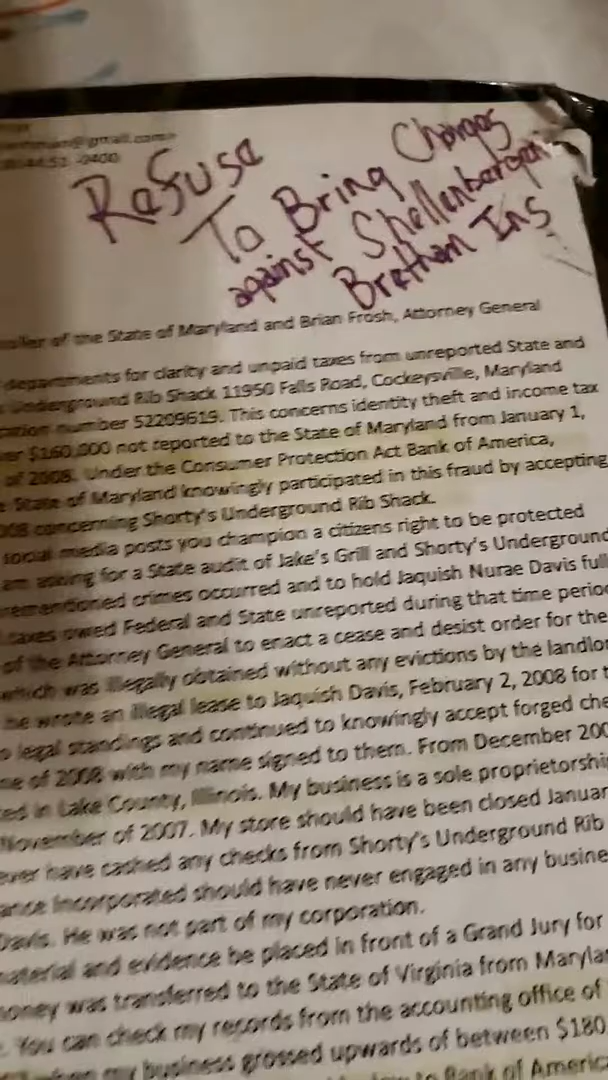 @gmail.com>
-0400
Refuse
To Bring Charges
against Shellenberger
Bretham Ins
of the State of Maryland and Brian Frosh, Attorney General
departments for clarity and unpaid taxes from unreported State and
Underground Rib Shack 11950 Falls Road, Cockeysville, Maryland
number 52209619. This concerns identity theft and income tax
$160,000 not reported to the State of Maryland from January 1,
of 2008. Under the Consumer Protection Act Bank of America,
State of Maryland knowingly participated in this fraud by accepting
concerning Shorty's Underground Rib Shack.
social media posts you champion a citizens right to be protected
am asking for a State audit of Jake's Grill and Shorty's Underground
crimes occurred and to hold Jaquish Nurae Davis
taxes owed Federal and State unreported during that time
of the Attorney General to enact a cease and desist order for the
which was illegally obtained without any evictions by the
he wrote an illegal lease to Jaquish Davis, February 2, 2008 for
legal standings and continued to knowingly accept forged
of 2008 with my name signed to them. From December
in Lake County, Illinois. My business is a sole
November of 2007. My store should have been closed
have cashed any checks from Shorty's Underground Rib
Incorporated should have never engaged in any
Davis. He was not part of my corporation.
material and evidence be placed in front of a Grand Jury for
money was transferred to the State of Virginia from
You can check my records from the accounting office of
my business grossed upwards of between $180
Bank of